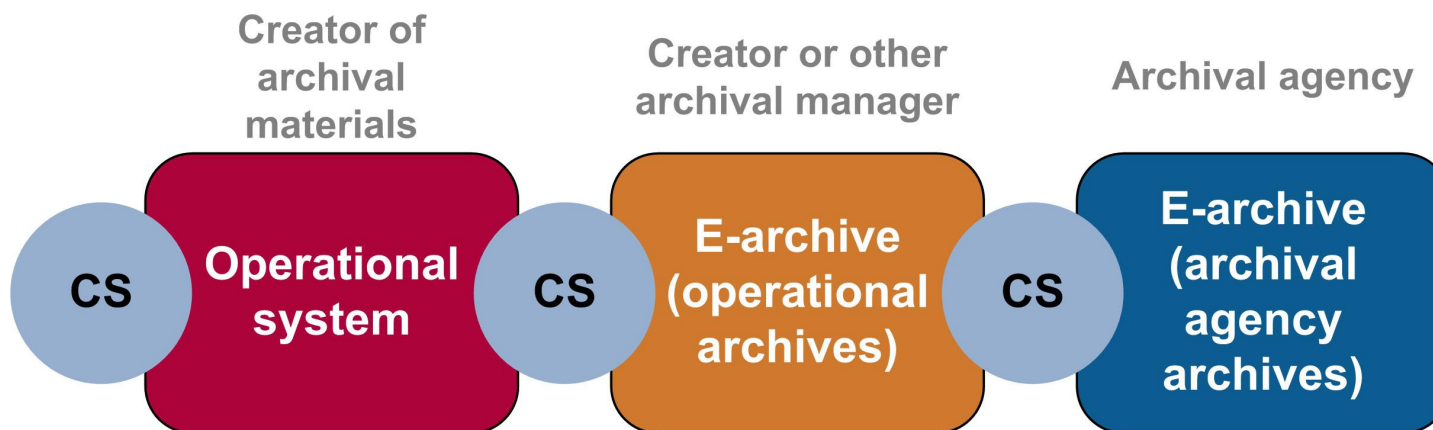 Creator of
archival
materials
Creator or other
archival manager
Archival agency
CS
Operational
system
CS
E-archive
(operational
archives)
CS
E-archive
(archival
agency
archives)